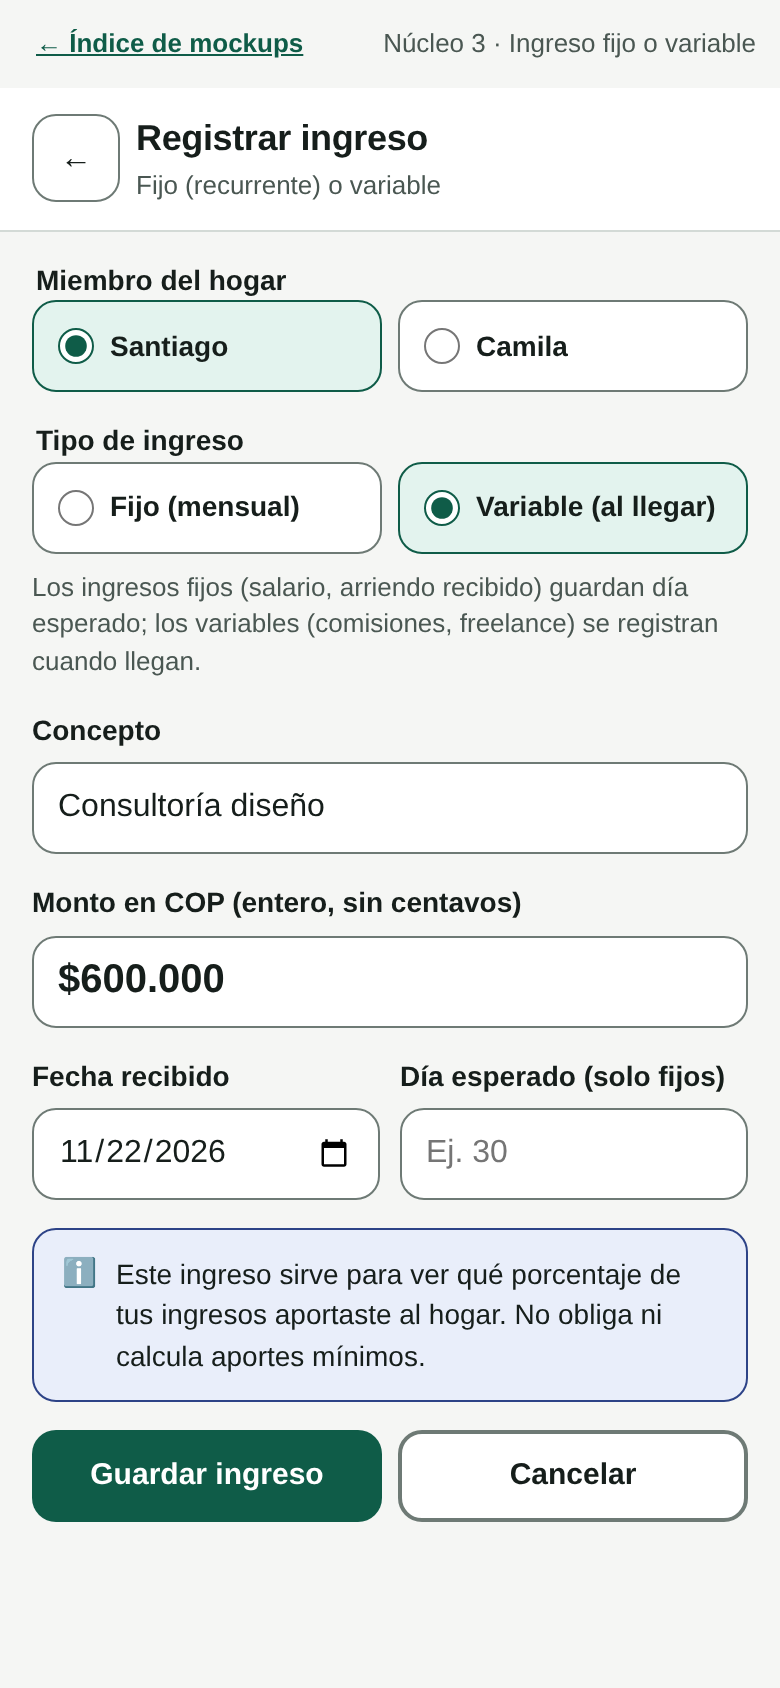 ← Índice de mockups
Núcleo 3 · Ingreso fijo o variable
←
Registrar ingreso
Fijo (recurrente) o variable
Miembro del hogar
Santiago
Camila
Tipo de ingreso
Fijo (mensual)
Variable (al llegar)
Los ingresos fijos (salario, arriendo recibido) guardan día
esperado; los variables (comisiones, freelance) se registran
cuando llegan.
Concepto
Consultoría diseño
Monto en COP (entero, sin centavos)
$600.000
Fecha recibido
Día esperado (solo fijos)
11/22/2026
Ej. 30
ℹ️ Este ingreso sirve para ver qué porcentaje de
tus ingresos aportaste al hogar. No obliga ni
calcula aportes mínimos.
Guardar ingreso
Cancelar